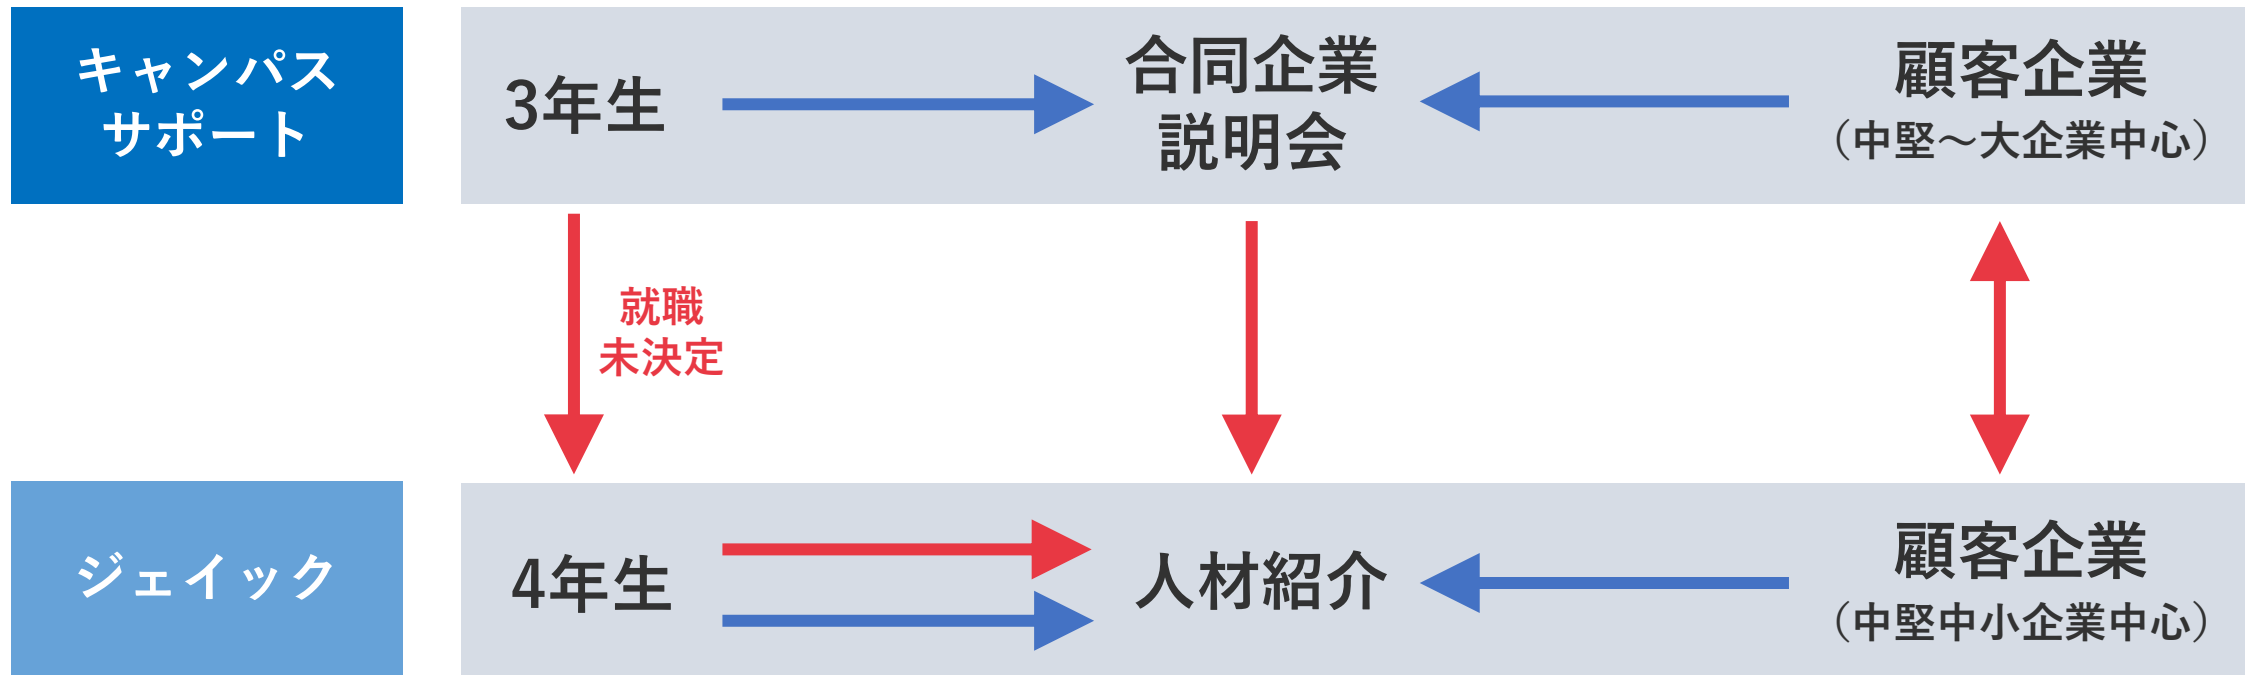 キャンパス
サポート
3年生
合同企業
説明会
顧客企業
（中堅～大企業中心）
就職
未決定
ジェイック
4年生
人材紹介
顧客企業
（中堅中小企業中心）